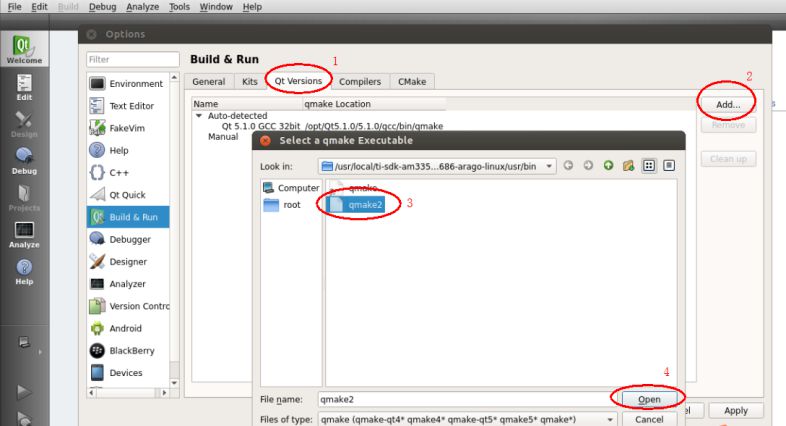 File Edit Build Debug Analyze Tools Window Help
Options
Qt
Welcome
Edit
Design
Debug
Projects
Analyze
Help
Filter
Environment
Text Editor
FakeVim
Help
C++
Qt Quick
Build & Run
Debugger
Designer
Analyzer
Version Contro
Android
BlackBerry
Devices
Build & Run
1
General Kits Qt Versions Compilers CMake
2
Name qmake Location
Auto-detected
Qt 5.1.0 GCC 32bit /opt/Qt5.1.0/5.1.0/gcc/bin/qmake
Manual
Add...
Remove
Clean up
Select a qmake Executable
Look in: /usr/local/ti-sdk-am335...686-arago-linux/usr/bin
Computer
root
qmake
qmake2
3
4
File name: qmake2 Open
Files of type: qmake (qmake-qt4* qmake4* qmake-qt5* qmake5* qmake*) Cancel
Apply